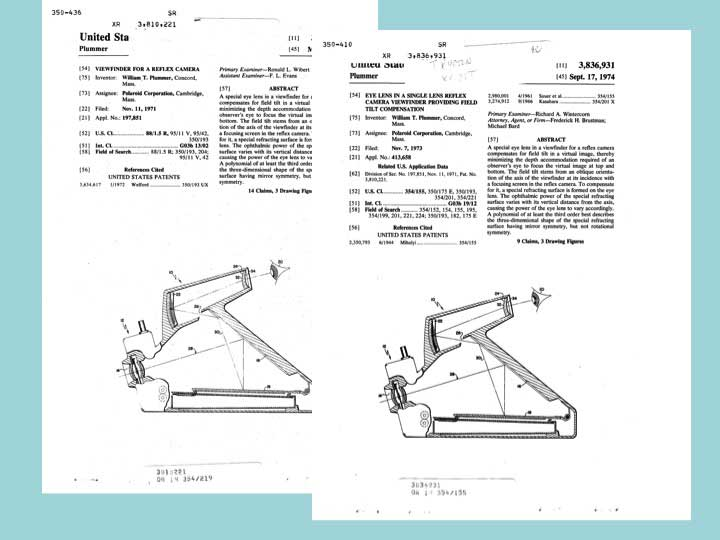 350-436
SR
XR 3,810,221
United Sta
[11]
Plummer
[45]
[54] VIEWFINDER FOR A REFLEX CAMERA
[75] Inventor: William T. Plummer, Concord,
Mass.
[73] Assignee: Polaroid Corporation, Cambridge,
Mass.
[22] Filed: Nov. 11, 1971
[21] Appl. No.: 197,851
[52] U.S. Cl. 88/1.5 R, 95/11 V, 95/42,
350/193
[51] Int. Cl. G03b 13/02
[58] Field of Search 88/1.5 R; 350/193, 204;
95/11 V, 42
[56] References Cited
UNITED STATES PATENTS
3,634,617 1/1972 Welford 350/193 UX
Primary Examiner—Ronald L. Wibert
Assistant Examiner—F. L. Evans
[57] ABSTRACT
A special eye lens in a viewfinder for
compensates for field tilt in a virtual
minimizing the depth accommodation
observer's eye to focus the virtual im
bottom. The field tilt stems from an
tion of the axis of the viewfinder at its
a focusing screen in the reflex camera.
for it, a special refracting surface is form
lens. The ophthalmic power of the sp
surface varies with its vertical distance
causing the power of the eye lens to va
A polynomial of at least the third order
the three-dimensional shape of the sp
surface having mirror symmetry, but
symmetry.
14 Claims, 3 Drawing Figu
3810221
OR 19 354/219
350-410
SR
XR 3,836,931
United Stat
[11] 3,836,931
Plummer
[45] Sept. 17, 1974
[54] EYE LENS IN A SINGLE LENS REFLEX
CAMERA VIEWFINDER PROVIDING FIELD
TILT COMPENSATION
[75] Inventor: William T. Plummer, Concord,
Mass.
[73] Assignee: Polaroid Corporation, Cambridge,
Mass.
[22] Filed: Nov. 7, 1973
[21] Appl. No.: 413,658
Related U.S. Application Data
[62] Division of Ser. No. 197,851, Nov. 11, 1971, Pat. No.
3,810,221.
[52] U.S. Cl. 354/155, 350/175 E, 350/193,
354/201, 354/221
[51] Int. Cl. G03b 19/12
[58] Field of Search 354/152, 154, 155, 195,
354/199, 201, 221, 224; 350/193, 182, 175 E
[56] References Cited
UNITED STATES PATENTS
2,350,793 6/1944 Mihalyi 354/155
2,980,001 4/1961 Sauer et al. 354/155
3,274,912 9/1966 Kasahara 354/201 X
Primary Examiner—Richard A. Wintercorn
Attorney, Agent, or Firm—Frederick H. Brustman;
Michael Bard
[57] ABSTRACT
A special eye lens in a viewfinder for a reflex camera
compensates for field tilt in a virtual image, thereby
minimizing the depth accommodation required of an
observer's eye to focus the virtual image at top and
bottom. The field tilt stems from an oblique orienta-
tion of the axis of the viewfinder at its incidence with
a focusing screen in the reflex camera. To compensate
for it, a special refracting surface is formed on the eye
lens. The ophthalmic power of the special refracting
surface varies with its vertical distance from the axis,
causing the power of the eye lens to vary accordingly.
A polynomial of at least the third order best describes
the three-dimensional shape of the special refracting
surface having mirror symmetry, but not rotational
symmetry.
9 Claims, 3 Drawing Figures
3836931
OR 19 354/155